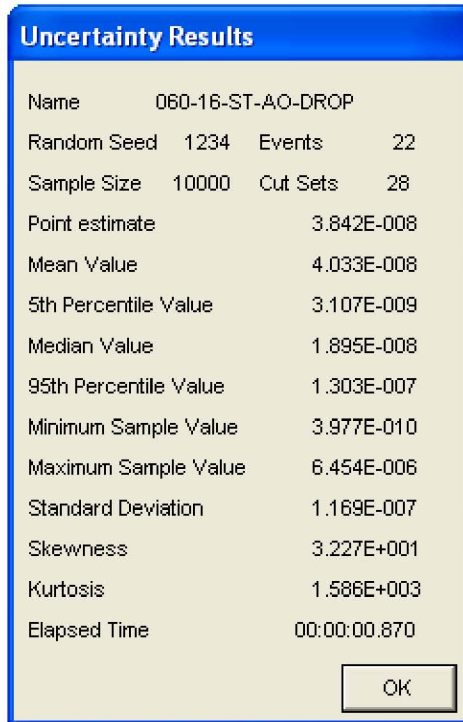 Uncertainty Results
Name 060-16-ST-AO-DROP
Random Seed 1234 Events 22
Sample Size 10000 Cut Sets 28
Point estimate 3.842E-008
Mean Value 4.033E-008
5th Percentile Value 3.107E-009
Median Value 1.895E-008
95th Percentile Value 1.303E-007
Minimum Sample Value 3.977E-010
Maximum Sample Value 6.454E-006
Standard Deviation 1.169E-007
Skewness 3.227E+001
Kurtosis 1.586E+003
Elapsed Time 00:00:00.870
OK